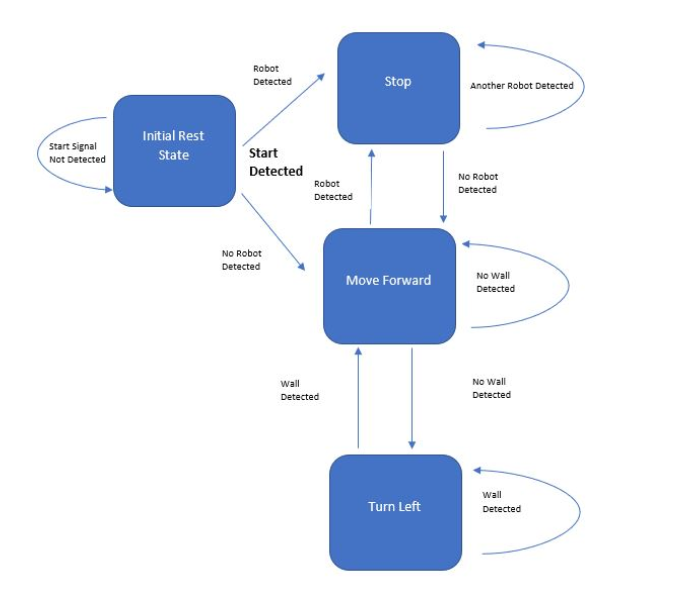 Robot
Detected
Stop
Another Robot Detected
Initial Rest
State
Start Signal
Not Detected
Start
Detected
Robot
Detected
No Robot
Detected
No Robot
Detected
Move Forward
No Wall
Detected
Wall
Detected
No Wall
Detected
Turn Left
Wall
Detected